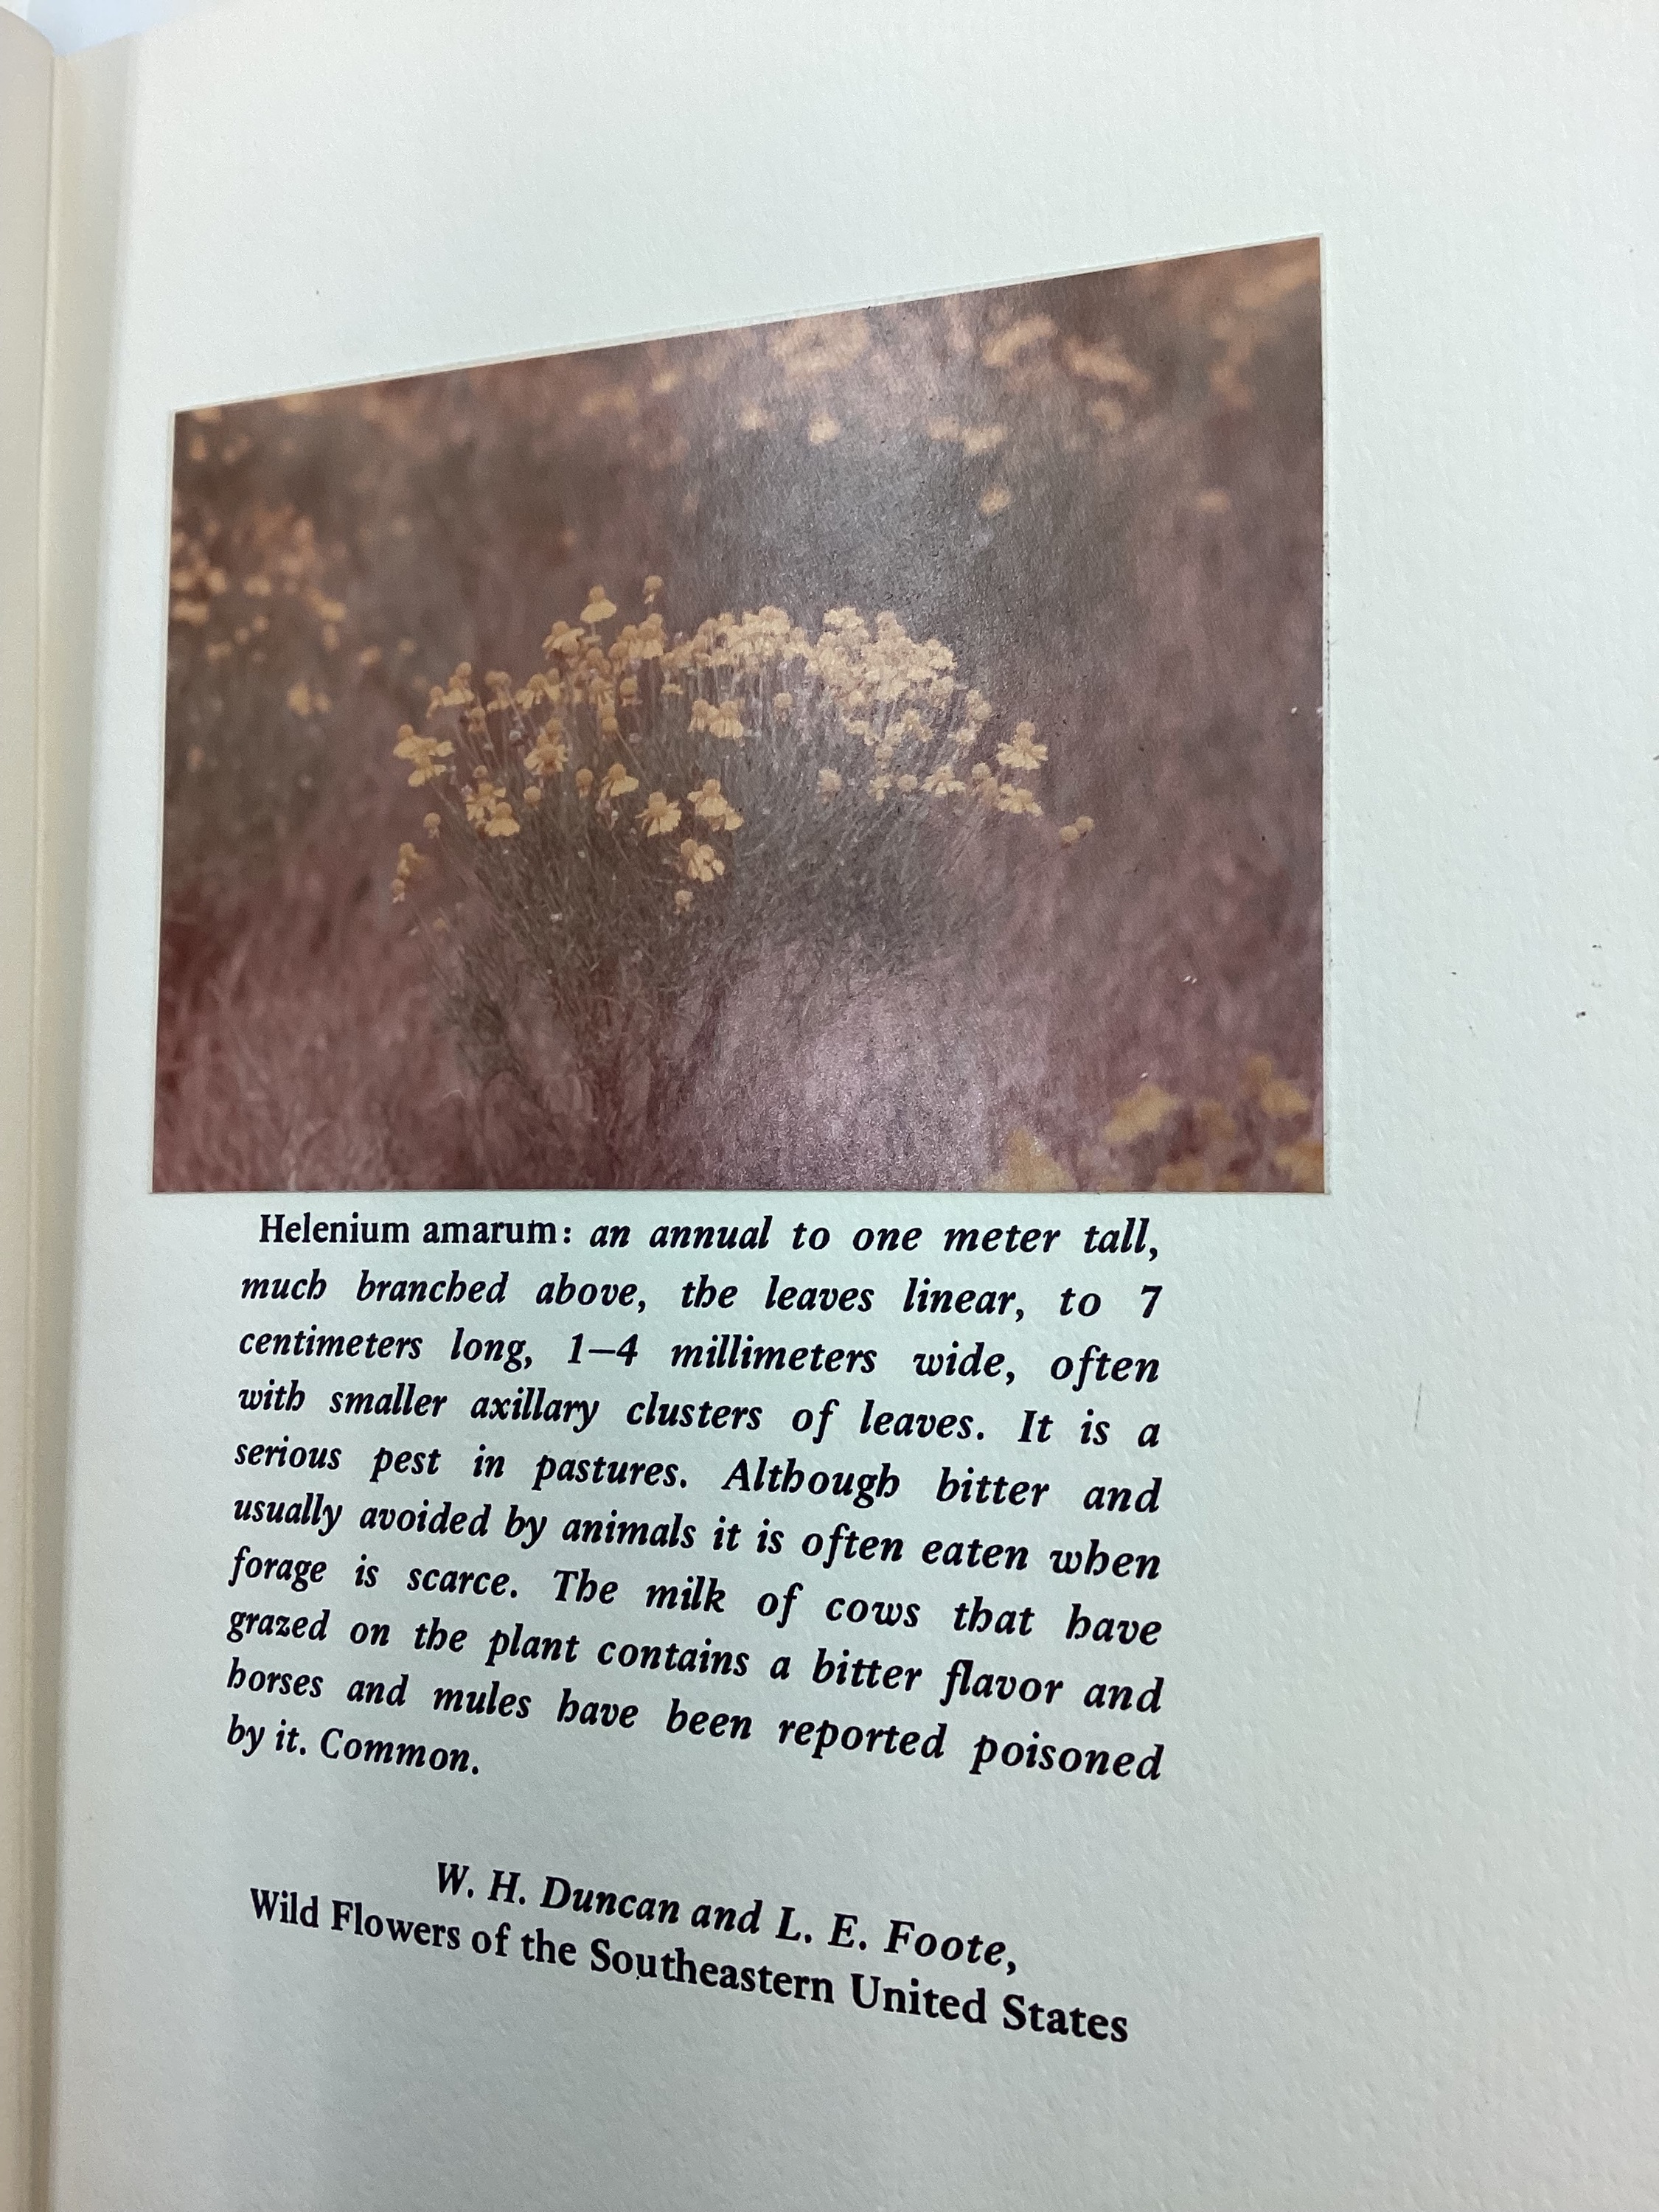 Helenium amarum: an annual to one meter tall,
much branched above, the leaves linear, to 7
centimeters long, 1–4 millimeters wide, often
with smaller axillary clusters of leaves. It is a
serious pest in pastures. Although bitter and
usually avoided by animals it is often eaten when
forage is scarce. The milk of cows that have
grazed on the plant contains a bitter flavor and
horses and mules have been reported poisoned
by it. Common.
W. H. Duncan and L. E. Foote,
Wild Flowers of the Southeastern United States